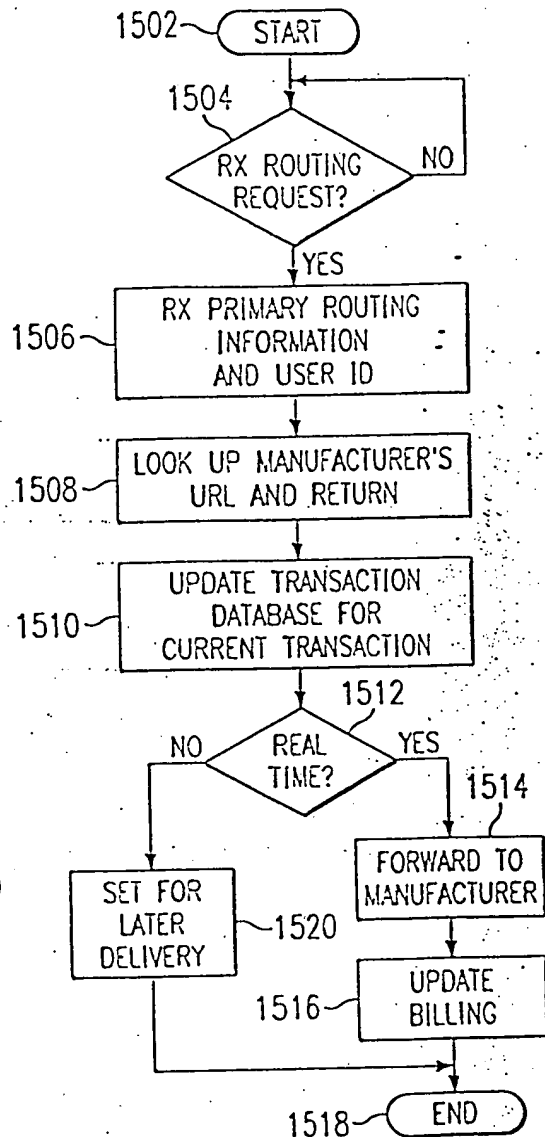 1502
START
1504
RX ROUTING
REQUEST?
NO
YES
1506
RX PRIMARY ROUTING
INFORMATION
AND USER ID
1508
LOOK UP MANUFACTURER'S
URL AND RETURN
1510
UPDATE TRANSACTION
DATABASE FOR
CURRENT TRANSACTION
1512
NO
REAL
TIME?
YES
1514
FORWARD TO
MANUFACTURER
SET FOR
LATER
DELIVERY
1520
1516
UPDATE
BILLING
1518
END